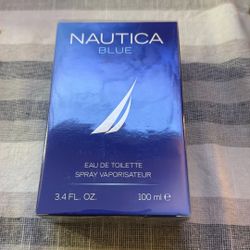 NAUTICA
BLUE
EAU DE TOILETTE
SPRAY VAPORISATEUR
3.4 FL. OZ.
100 ml ℮